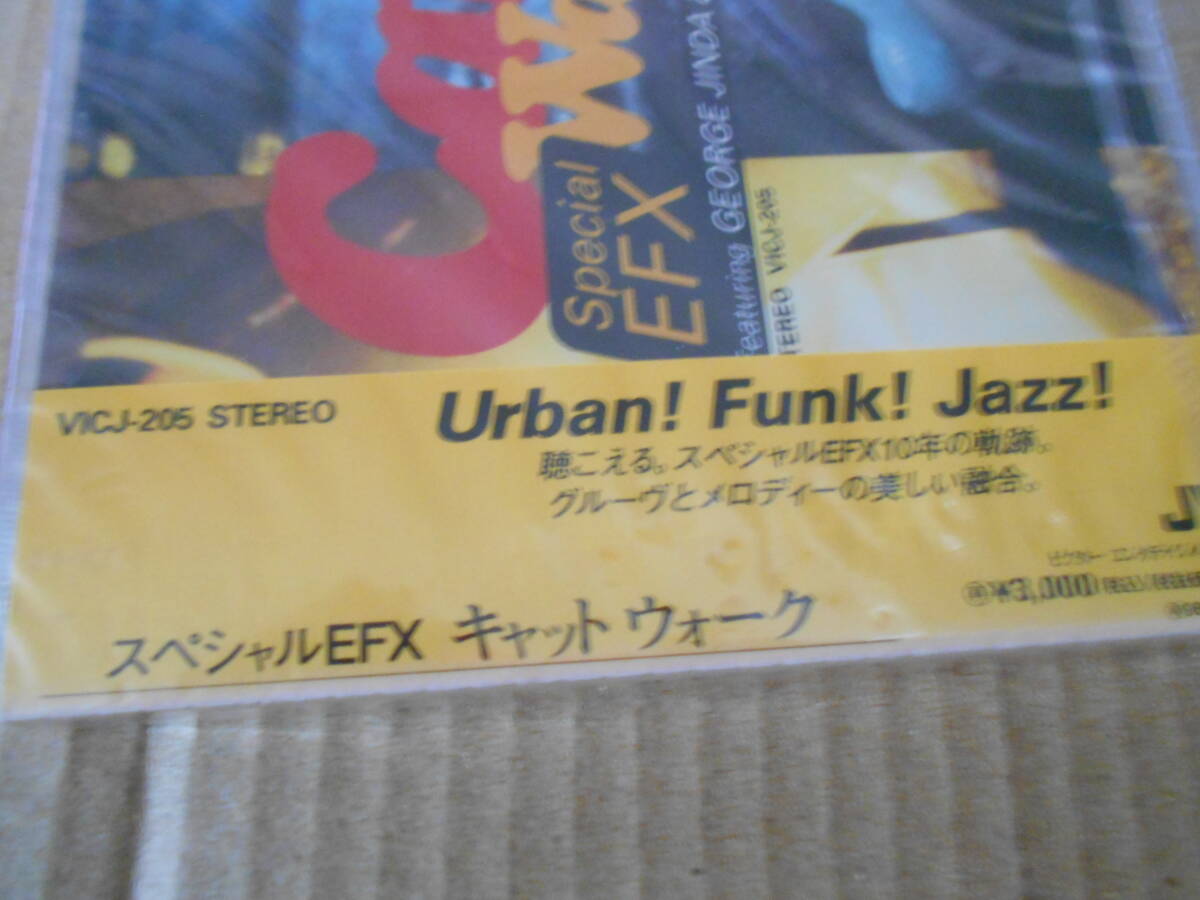 Special
EFX
featuring GEORGE JINDA
STEREO VICJ-205
VICJ-205 STEREO
Urban! Funk! Jazz!
聴こえる。スペシャルEFX10年の軌跡。
グルーヴとメロディーの美しい融合。
¥3,000
スペシャルEFX キャット ウォーク